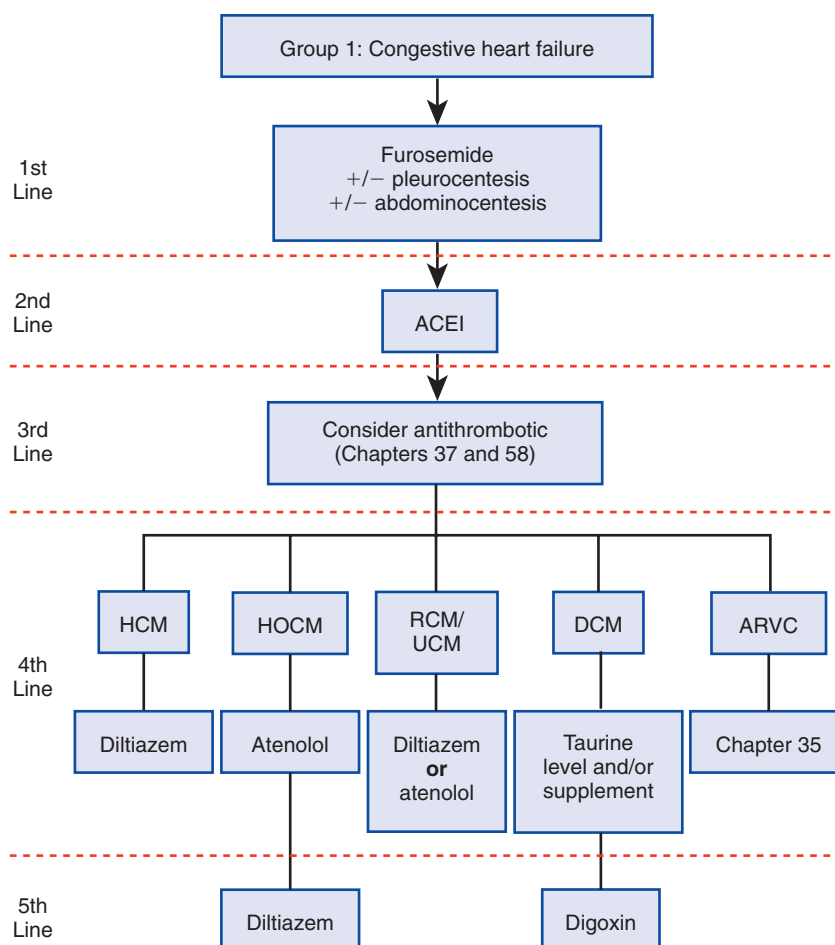 Group 1: Congestive heart failure
1st
Line
Furosemide
+/− pleurocentesis
+/− abdominocentesis
2nd
Line
ACEI
3rd
Line
Consider antithrombotic
(Chapters 37 and 58)
4th
Line
HCM
HOCM
RCM/
UCM
DCM
ARVC
Diltiazem
Atenolol
Diltiazem
or
atenolol
Taurine
level and/or
supplement
Chapter 35
5th
Line
Diltiazem
Digoxin